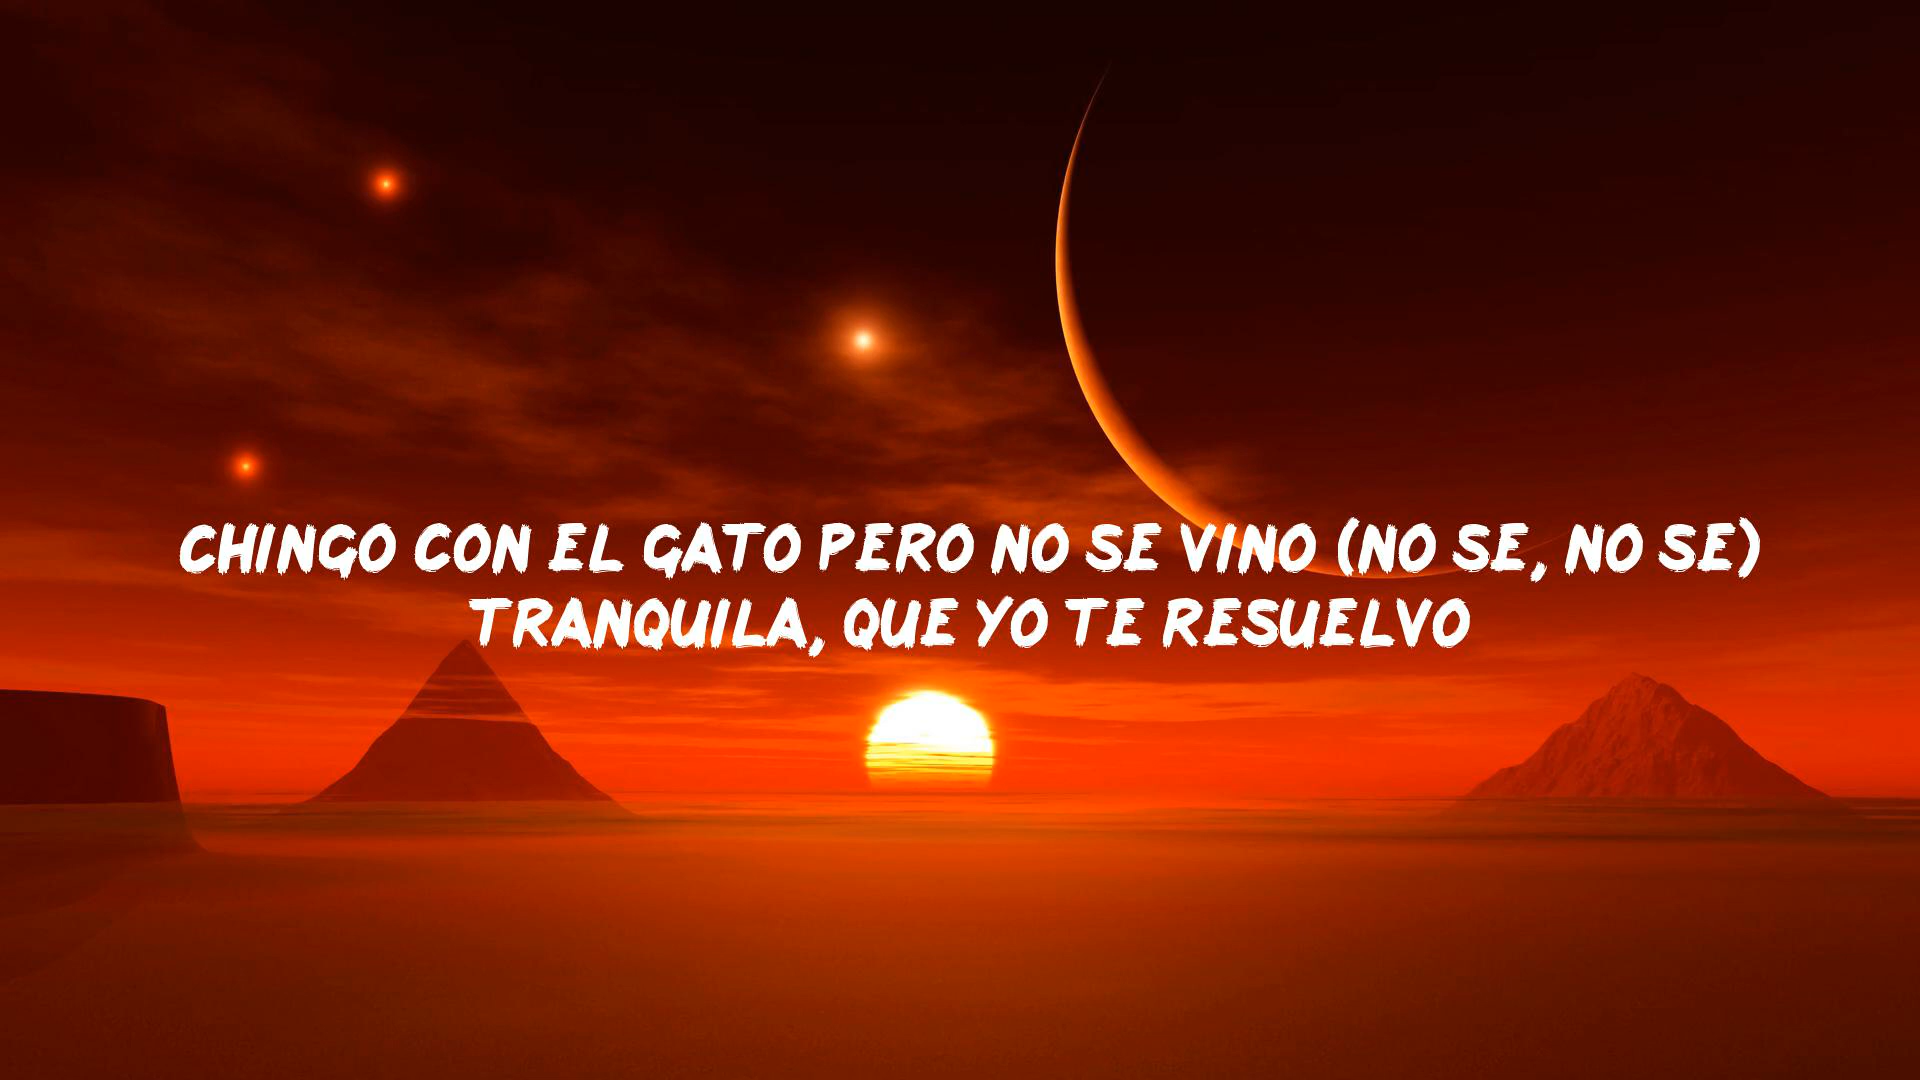 CHINGO CON EL GATO PERO NO SE VINO (NO SE, NO SE)
TRANQUILA, QUE YO TE RESUELVO